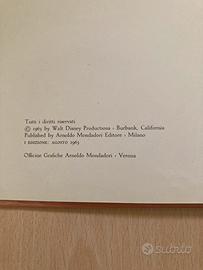 Tutti i diritti riservati
© 1963 by Walt Disney Productions - Burbank, California
Published by Arnoldo Mondadori Editore - Milano
I EDIZIONE: AGOSTO 1963
Officine Grafiche Arnoldo Mondadori - Verona
subito